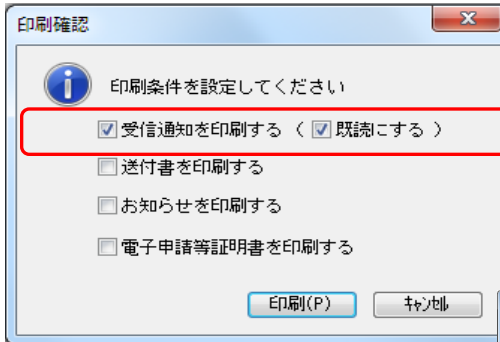 印刷確認
印刷条件を設定してください
受信通知を印刷する ( 既読にする )
送付書を印刷する
お知らせを印刷する
電子申請等証明書を印刷する
印刷(P) ｷｬﾝｾﾙ